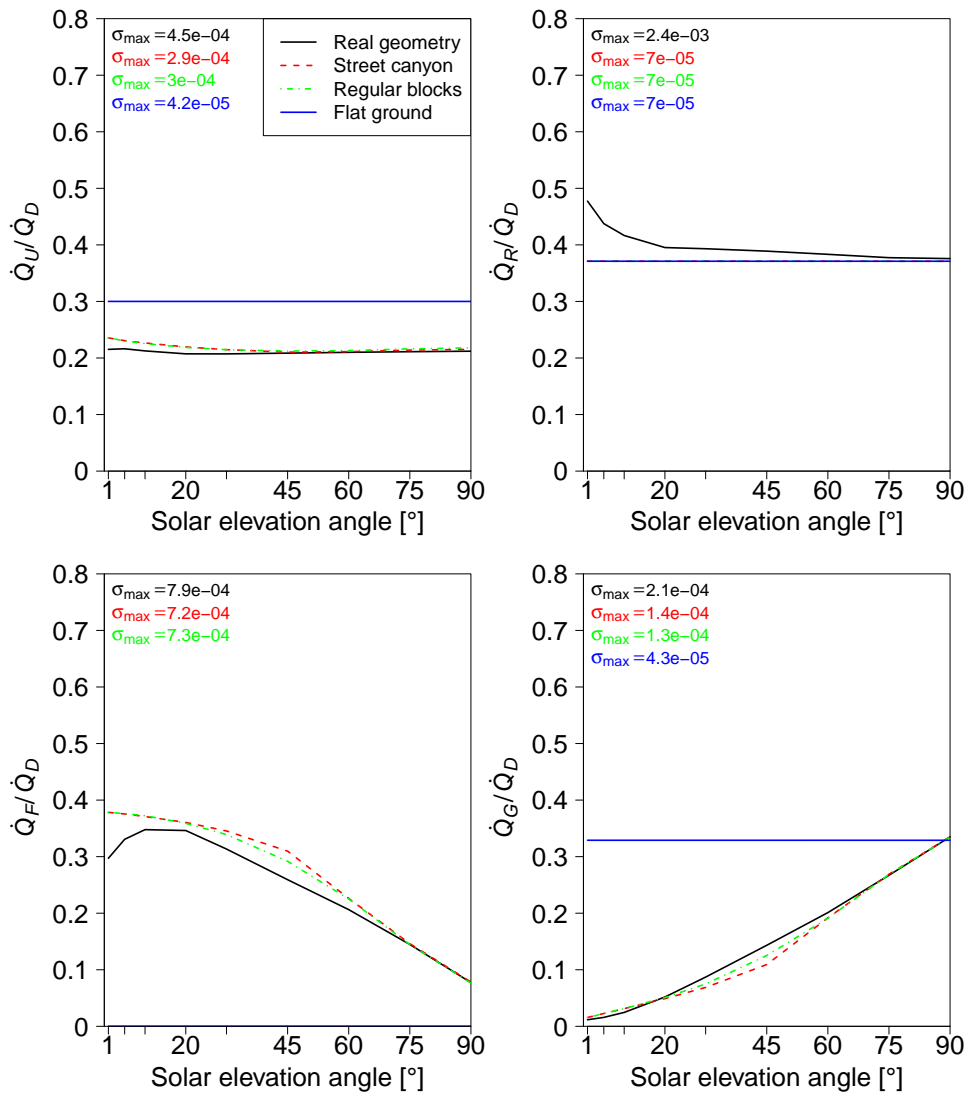 σmax =4.5e−04
σmax =2.9e−04
σmax =3e−04
σmax =4.2e−05
Real geometry
Street canyon
Regular blocks
Flat ground
0.8
0.7
0.6
0.5
0.4
0.3
0.2
0.1
0
Q̇U/Q̇D
1 20 45 60 75 90
Solar elevation angle [°]
σmax =2.4e−03
σmax =7e−05
σmax =7e−05
σmax =7e−05
0.8
0.7
0.6
0.5
0.4
0.3
0.2
0.1
0
Q̇R/Q̇D
1 20 45 60 75 90
Solar elevation angle [°]
σmax =7.9e−04
σmax =7.2e−04
σmax =7.3e−04
0.8
0.7
0.6
0.5
0.4
0.3
0.2
0.1
0
Q̇F/Q̇D
1 20 45 60 75 90
Solar elevation angle [°]
σmax =2.1e−04
σmax =1.4e−04
σmax =1.3e−04
σmax =4.3e−05
0.8
0.7
0.6
0.5
0.4
0.3
0.2
0.1
0
Q̇G/Q̇D
1 20 45 60 75 90
Solar elevation angle [°]